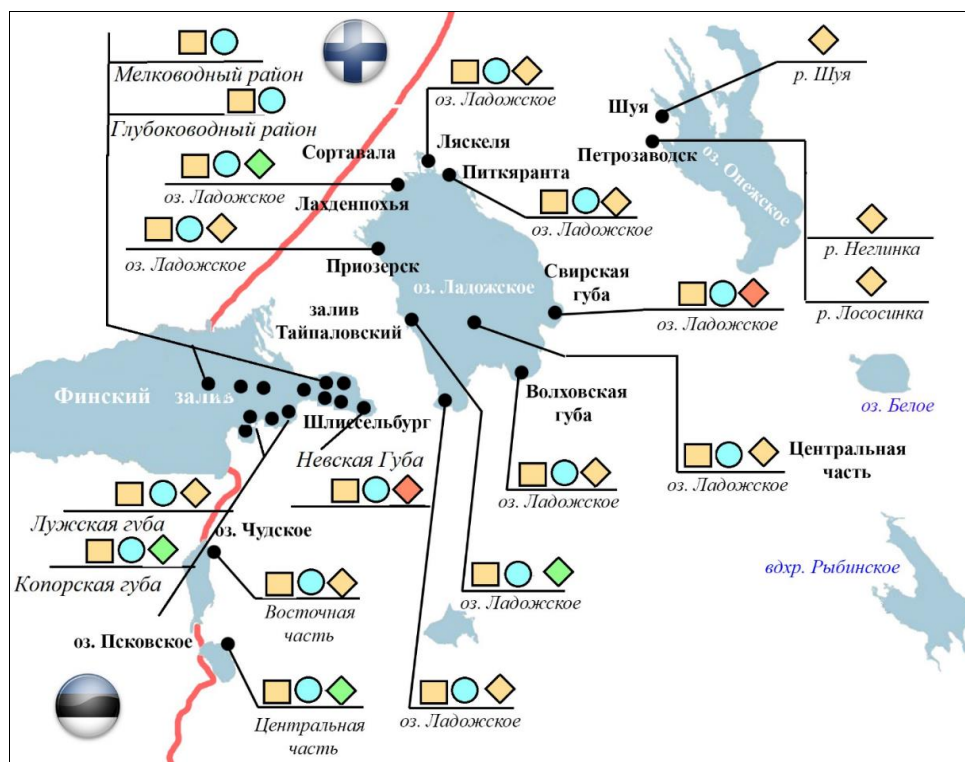 Мелководный район
Глубоководный район
р. Шуя
оз. Ладожское
Шуя
Ляскеля
Сортавала
Петрозаводск
Питкяранта
оз. Онежское
оз. Ладожское
Лахденпохья
оз. Ладожское
оз. Ладожское
Приозерск
р. Неглинка
Свирская
губа
оз. Ладожское
залив
Тайпаловский
оз. Ладожское
р. Лососинка
Финский залив
Волховская
губа
оз. Белое
Шлиссельбург
Невская Губа
Центральная
часть
оз. Ладожское
оз. Ладожское
Лужская губа
оз. Чудское
Копорская губа
вдхр. Рыбинское
оз. Ладожское
Восточная
часть
оз. Псковское
Центральная
часть
оз. Ладожское